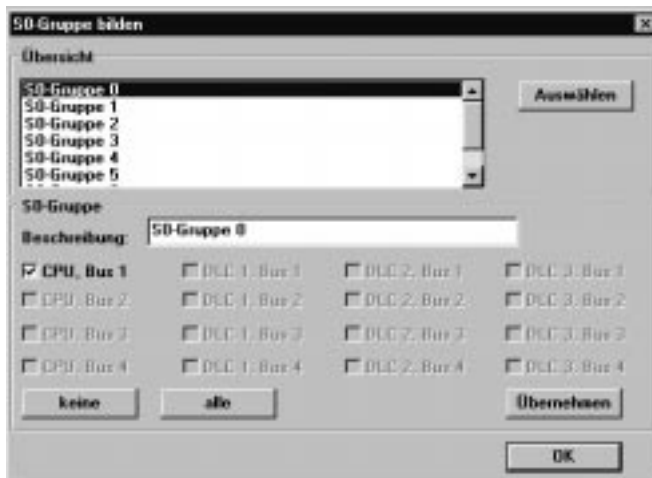 S0-Gruppe bilden
Übersicht
S0-Gruppe 0
S0-Gruppe 1
S0-Gruppe 2
S0-Gruppe 3
S0-Gruppe 4
S0-Gruppe 5
Auswählen
S0-Gruppe
Beschreibung: S0-Gruppe 0
CPU, Bus 1 DLC 1, Bus 1 DLC 2, Bus 1 DLC 3, Bus 1
CPU, Bus 2 DLC 1, Bus 2 DLC 2, Bus 2 DLC 3, Bus 2
CPU, Bus 3 DLC 1, Bus 3 DLC 2, Bus 3 DLC 3, Bus 3
CPU, Bus 4 DLC 1, Bus 4 DLC 2, Bus 4 DLC 3, Bus 4
keine alle Übernehmen
OK